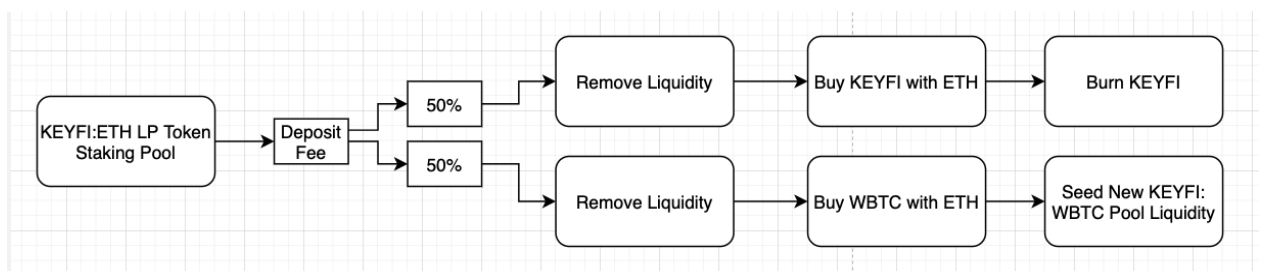 KEYFI:ETH LP Token
Staking Pool
Deposit
Fee
50%
Remove Liquidity
Buy KEYFI with ETH
Burn KEYFI
50%
Remove Liquidity
Buy WBTC with ETH
Seed New KEYFI:
WBTC Pool Liquidity